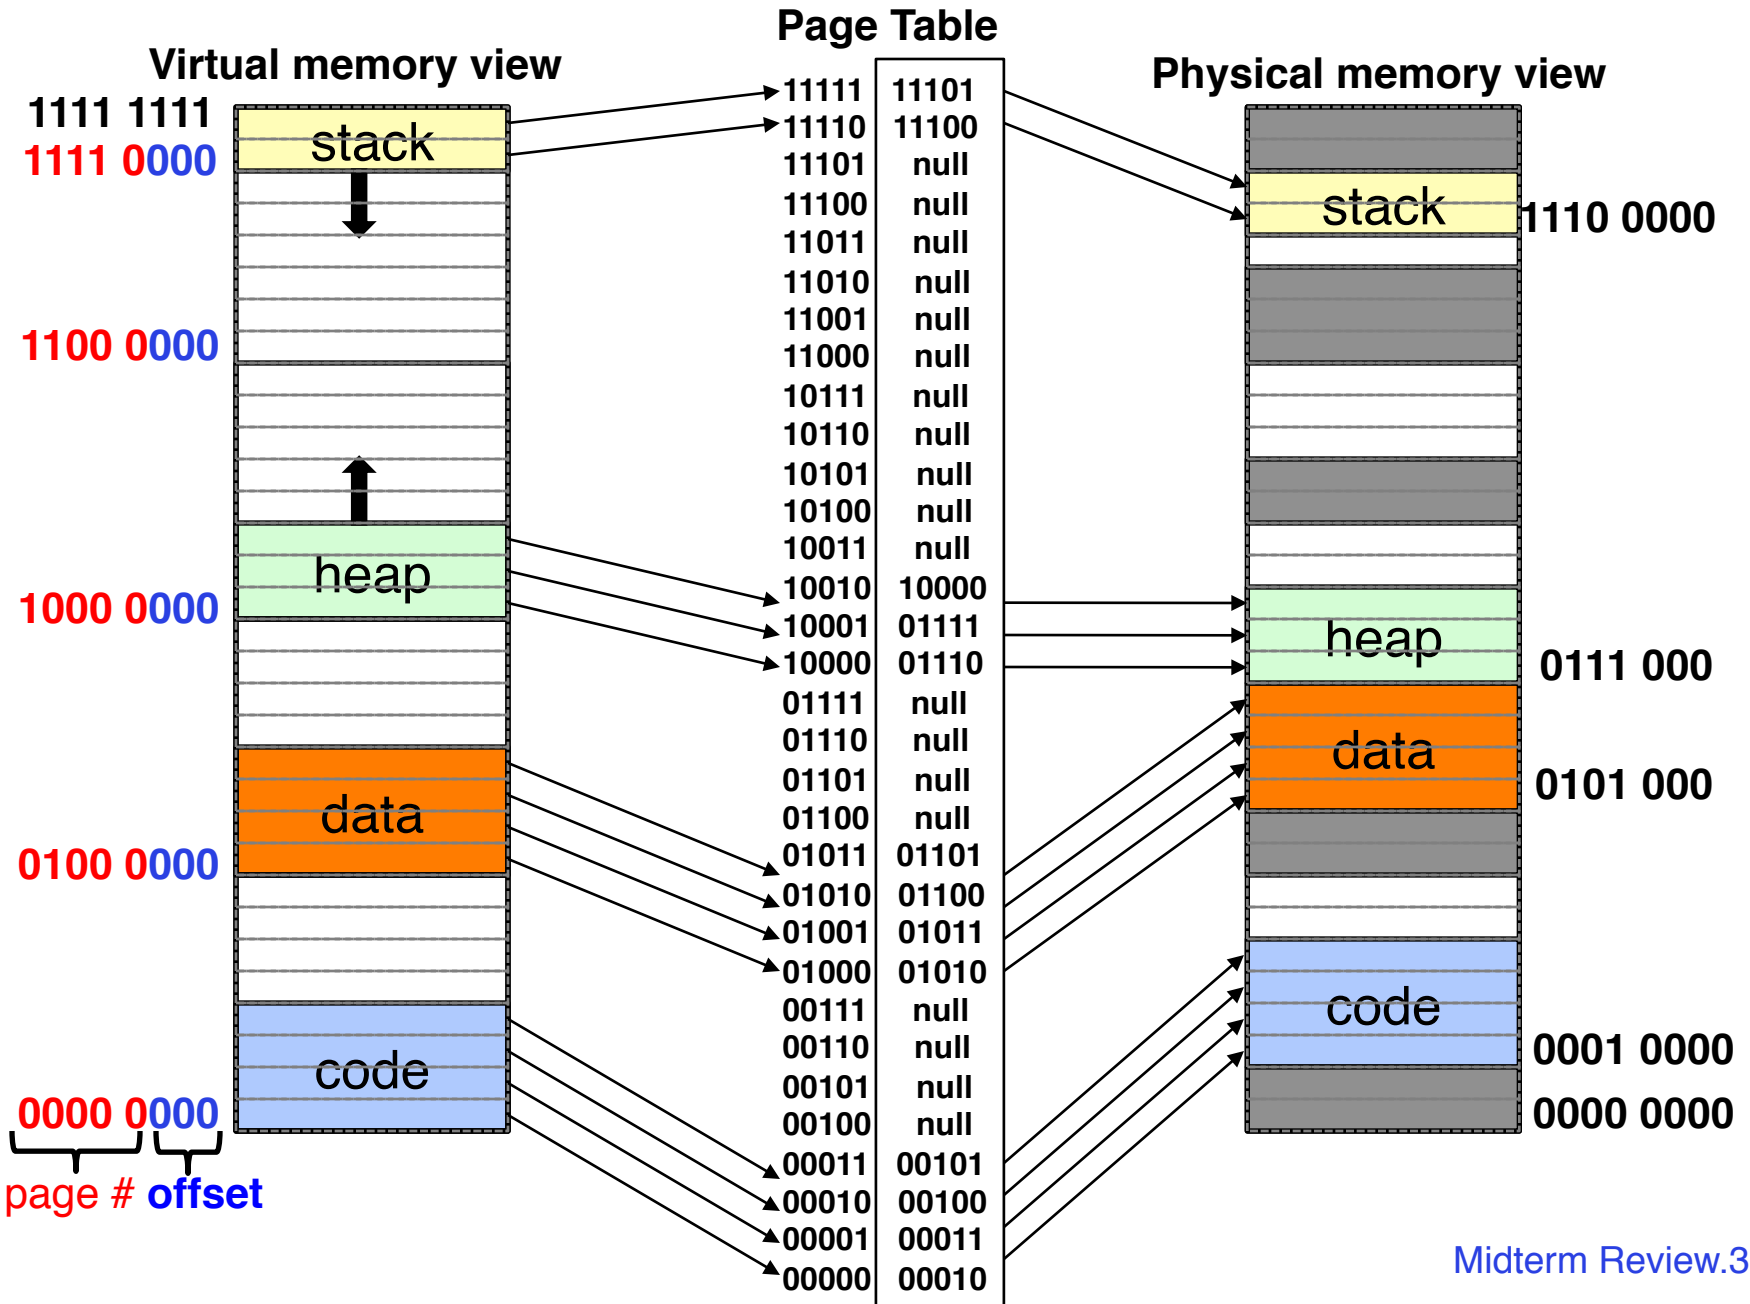 Page Table
Virtual memory view
Physical memory view
1111 1111
1111 0000
1100 0000
1000 0000
0100 0000
0000 0000
page # offset
stack
heap
data
code
11111 11101
11110 11100
11101 null
11100 null
11011 null
11010 null
11001 null
11000 null
10111 null
10110 null
10101 null
10100 null
10011 null
10010 10000
10001 01111
10000 01110
01111 null
01110 null
01101 null
01100 null
01011 01101
01010 01100
01001 01011
01000 01010
00111 null
00110 null
00101 null
00100 null
00011 00101
00010 00100
00001 00011
00000 00010
stack
1110 0000
heap
0111 000
data
0101 000
code
0001 0000
0000 0000
Midterm Review.3